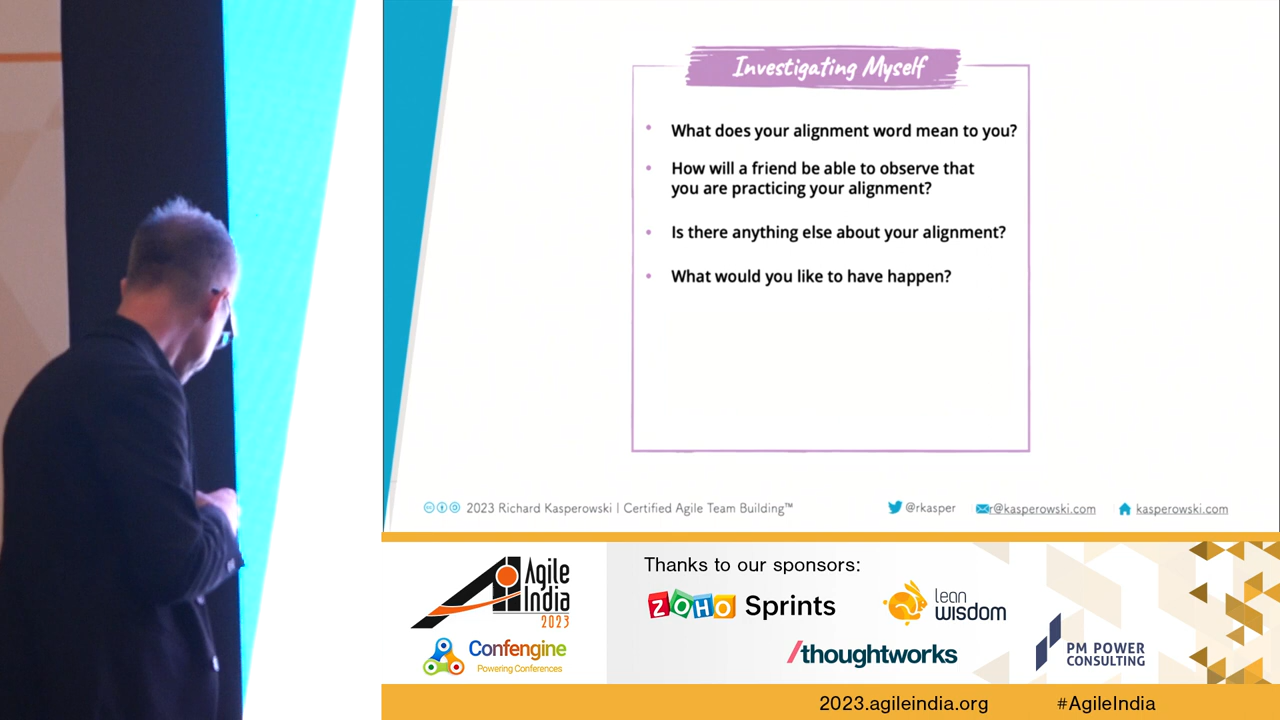 Investigating Myself
• What does your alignment word mean to you?
• How will a friend be able to observe that
you are practicing your alignment?
• Is there anything else about your alignment?
• What would you like to have happen?
2023 Richard Kasperowski | Certified Agile Team Building™
@rkasper
r@kasperowski.com
kasperowski.com
Agile
India
2023
Confengine
Powering Conferences
Thanks to our sponsors:
ZOHO Sprints
lean
wisdom
/thoughtworks
PM POWER
CONSULTING
2023.agileindia.org
#AgileIndia